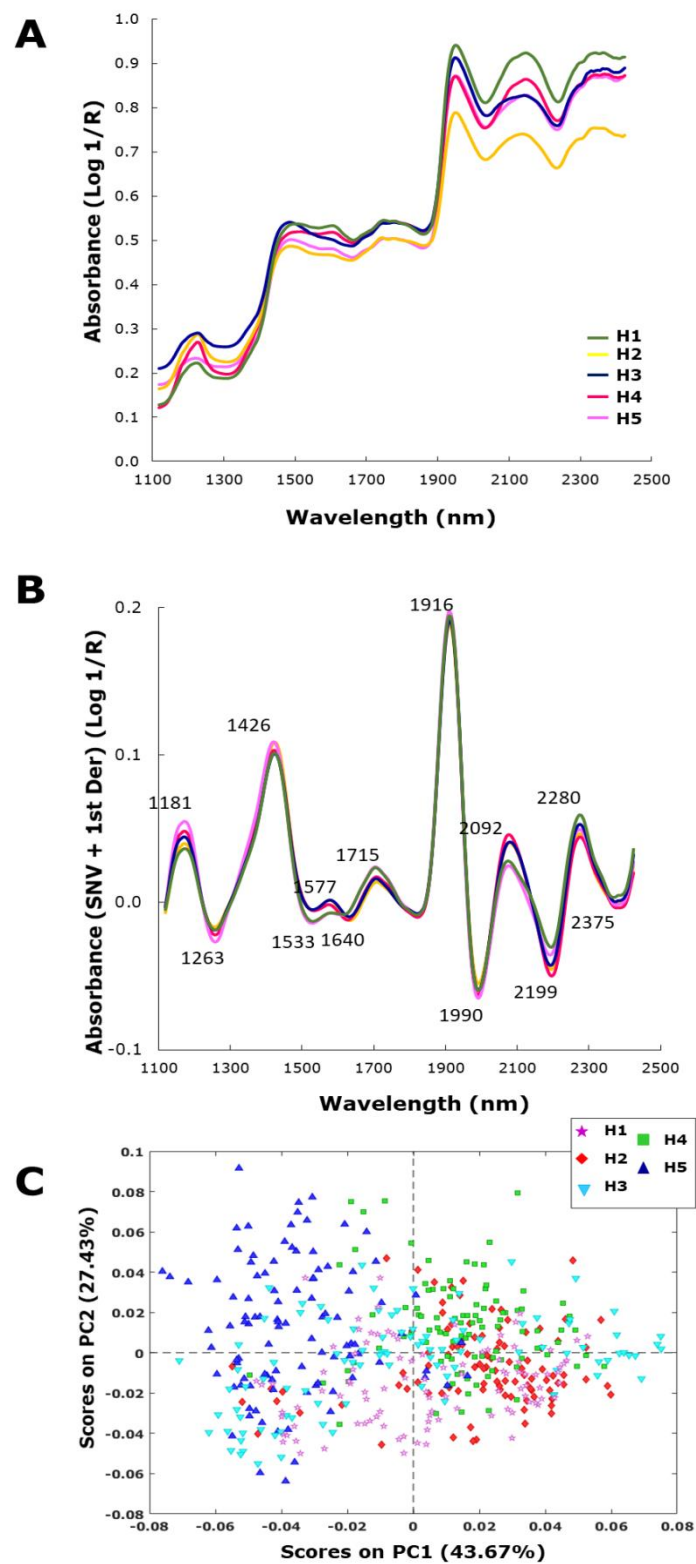 A
Absorbance (Log 1/R)
1.0
0.9
0.8
0.7
0.6
0.5
0.4
0.3
0.2
0.1
0.0
H1
H2
H3
H4
H5
1100 1300 1500 1700 1900 2100 2300 2500
Wavelength (nm)
B
Absorbance (SNV + 1st Der) (Log 1/R)
0.2
0.1
0.0
-0.1
1916
1426
1181
2092
2280
1715
1577
1533 1640
2375
1263
2199
1990
1100 1300 1500 1700 1900 2100 2300 2500
Wavelength (nm)
C
H1 H4
H2 H5
H3
Scores on PC2 (27.43%)
0.1
0.08
0.06
0.04
0.02
0
-0.02
-0.04
-0.06
-0.08
-0.08 -0.06 -0.04 -0.02 0 0.02 0.04 0.06 0.08
Scores on PC1 (43.67%)